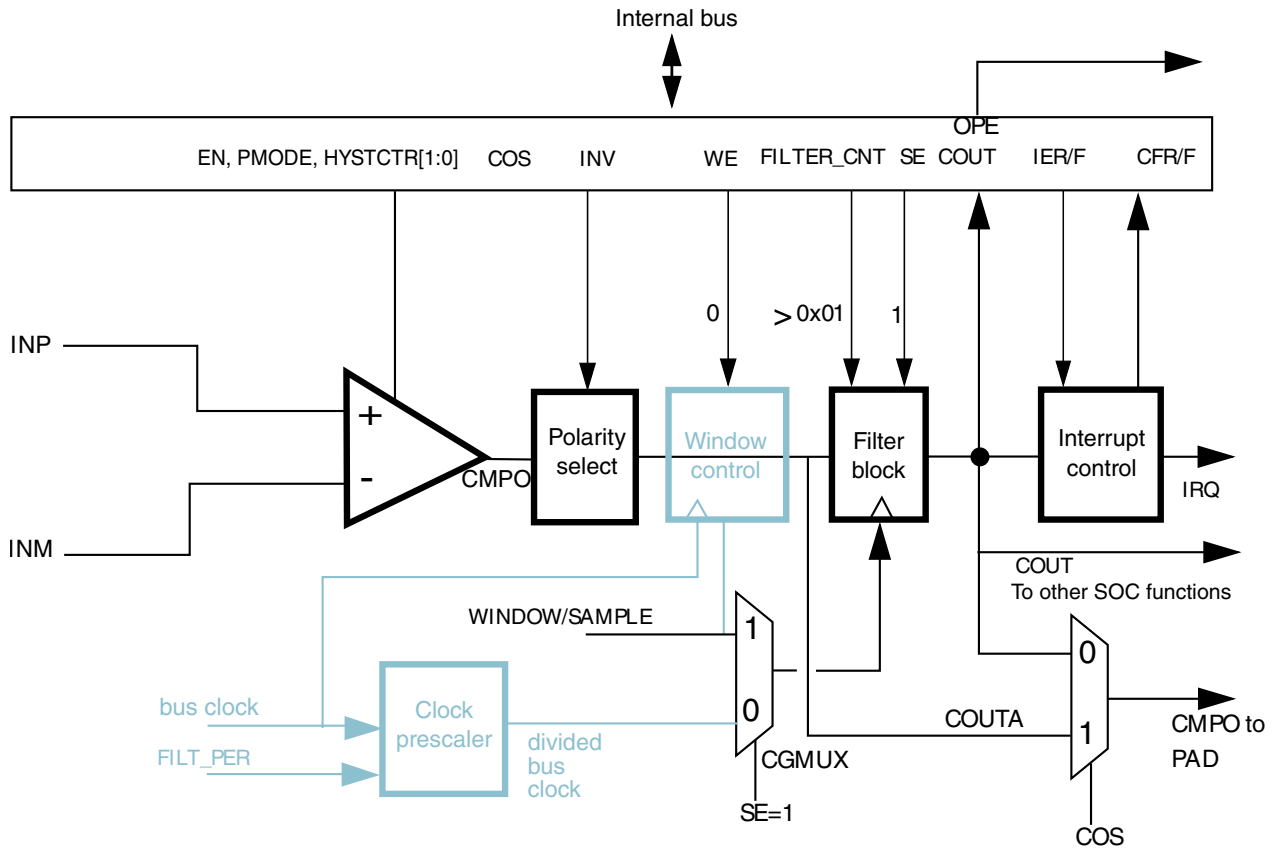 Internal bus
OPE
EN, PMODE, HYSTCTR[1:0] COS INV WE FILTER_CNT SE COUT IER/F CFR/F
0 > 0x01 1
INP
+
-
INM
CMPO
Polarity
select
Window
control
Filter
block
Interrupt
control
IRQ
COUT
To other SOC functions
WINDOW/SAMPLE
1
0
CGMUX
SE=1
bus clock
FILT_PER
Clock
prescaler
divided
bus
clock
0
1
COUTA
CMPO to
PAD
COS